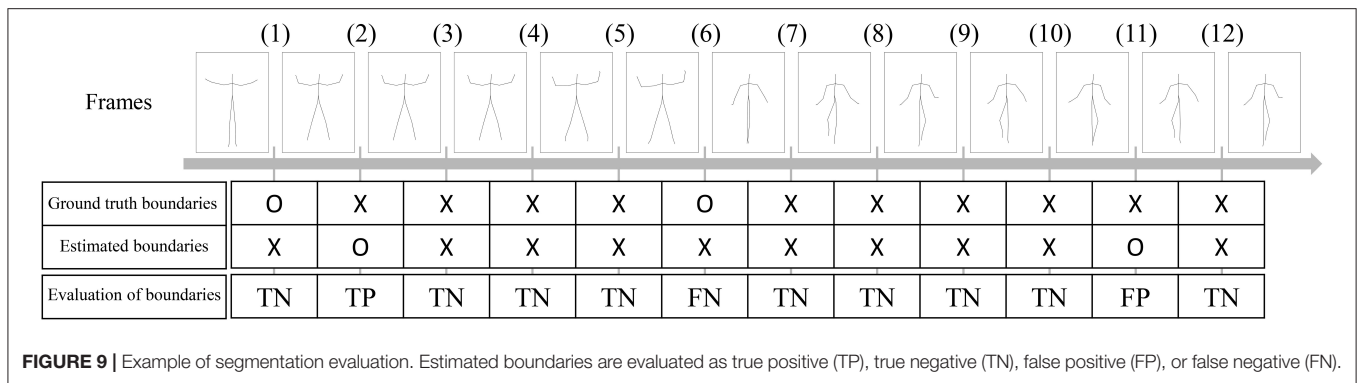 (1) (2) (3) (4) (5) (6) (7) (8) (9) (10) (11) (12)
Frames
Ground truth boundaries O X X X X O X X X X X X
Estimated boundaries X O X X X X X X X X O X
Evaluation of boundaries TN TP TN TN TN FN TN TN TN TN FP TN
FIGURE 9 | Example of segmentation evaluation. Estimated boundaries are evaluated as true positive (TP), true negative (TN), false positive (FP), or false negative (FN).